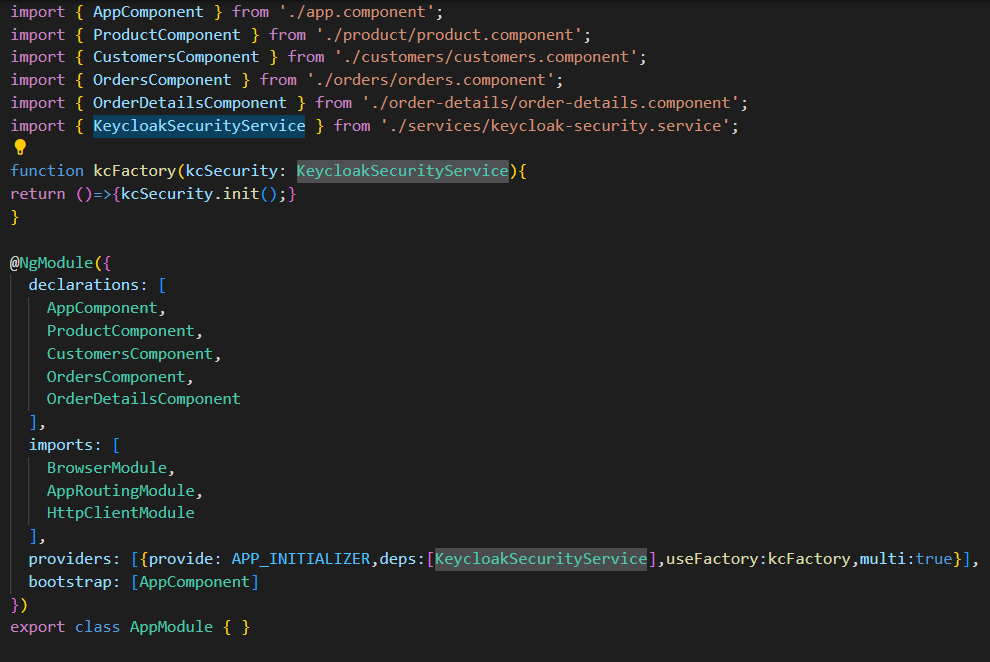 import { AppComponent } from './app.component';
import { ProductComponent } from './product/product.component';
import { CustomersComponent } from './customers/customers.component';
import { OrdersComponent } from './orders/orders.component';
import { OrderDetailsComponent } from './order-details/order-details.component';
import { KeycloakSecurityService } from './services/keycloak-security.service';
function kcFactory(kcSecurity: KeycloakSecurityService){
return ()=>{kcSecurity.init();}
}
@NgModule({
declarations: [
AppComponent,
ProductComponent,
CustomersComponent,
OrdersComponent,
OrderDetailsComponent
],
imports: [
BrowserModule,
AppRoutingModule,
HttpClientModule
],
providers: [{provide: APP_INITIALIZER,deps:[KeycloakSecurityService],useFactory:kcFactory,multi:true}],
bootstrap: [AppComponent]
})
export class AppModule { }